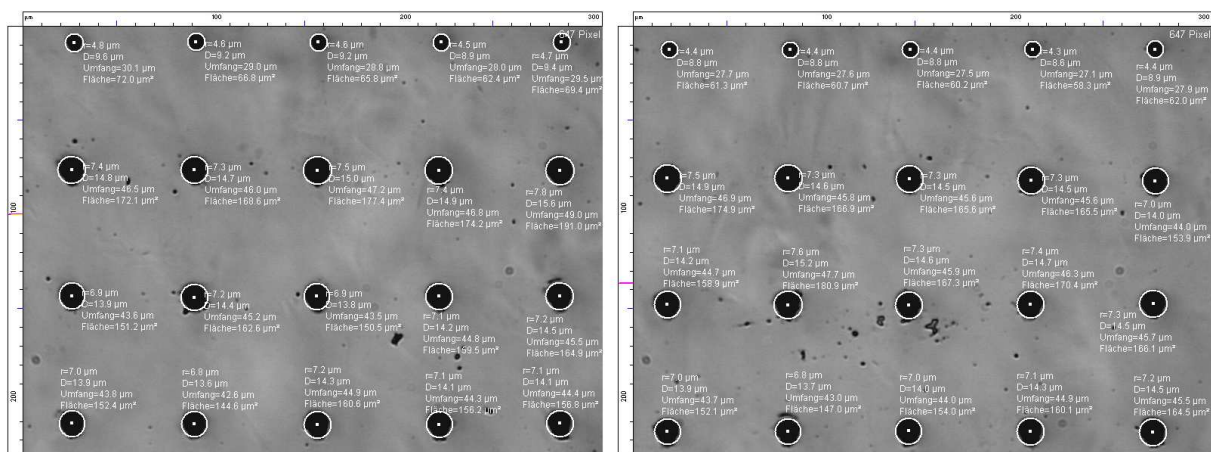 µm 100 200 300
647 Pixel
r=4.8 µm
D=9.6 µm
Umfang=30.1 µm
Fläche=72.0 µm²
r=4.6 µm
D=9.2 µm
Umfang=29.0 µm
Fläche=66.8 µm²
r=4.6 µm
D=9.2 µm
Umfang=28.8 µm
Fläche=65.8 µm²
r=4.5 µm
D=8.9 µm
Umfang=28.0 µm
Fläche=62.4 µm²
r=4.7 µm
D=9.4 µm
Umfang=29.5 µm
Fläche=69.4 µm²
r=7.4 µm
D=14.8 µm
Umfang=46.5 µm
Fläche=172.1 µm²
r=7.3 µm
D=14.7 µm
Umfang=46.0 µm
Fläche=168.6 µm²
r=7.5 µm
D=15.0 µm
Umfang=47.2 µm
Fläche=177.4 µm²
r=7.4 µm
D=14.9 µm
Umfang=46.8 µm
Fläche=174.2 µm²
r=7.8 µm
D=15.6 µm
Umfang=49.0 µm
Fläche=191.0 µm²
100
r=6.9 µm
D=13.9 µm
Umfang=43.6 µm
Fläche=151.2 µm²
r=7.2 µm
D=14.4 µm
Umfang=45.2 µm
Fläche=162.6 µm²
r=6.9 µm
D=13.8 µm
Umfang=43.5 µm
Fläche=150.5 µm²
r=7.1 µm
D=14.2 µm
Umfang=44.8 µm
Fläche=159.5 µm²
r=7.2 µm
D=14.5 µm
Umfang=45.5 µm
Fläche=164.9 µm²
r=7.0 µm
D=13.9 µm
Umfang=43.8 µm
Fläche=152.4 µm²
r=6.8 µm
D=13.6 µm
Umfang=42.6 µm
Fläche=144.6 µm²
r=7.2 µm
D=14.3 µm
Umfang=44.9 µm
Fläche=160.6 µm²
r=7.1 µm
D=14.1 µm
Umfang=44.3 µm
Fläche=156.2 µm²
r=7.1 µm
D=14.1 µm
Umfang=44.4 µm
Fläche=156.8 µm²
200
µm 100 200 300
647 Pixel
r=4.4 µm
D=8.8 µm
Umfang=27.7 µm
Fläche=61.3 µm²
r=4.4 µm
D=8.8 µm
Umfang=27.6 µm
Fläche=60.7 µm²
r=4.4 µm
D=8.8 µm
Umfang=27.5 µm
Fläche=60.2 µm²
r=4.3 µm
D=8.6 µm
Umfang=27.1 µm
Fläche=58.3 µm²
r=4.4 µm
D=8.9 µm
Umfang=27.9 µm
Fläche=62.0 µm²
r=7.5 µm
D=14.9 µm
Umfang=46.9 µm
Fläche=174.9 µm²
r=7.3 µm
D=14.6 µm
Umfang=45.8 µm
Fläche=166.9 µm²
r=7.3 µm
D=14.5 µm
Umfang=45.6 µm
Fläche=165.6 µm²
r=7.3 µm
D=14.5 µm
Umfang=45.6 µm
Fläche=165.5 µm²
r=7.0 µm
D=14.0 µm
Umfang=44.0 µm
Fläche=153.9 µm²
100
r=7.1 µm
D=14.2 µm
Umfang=44.7 µm
Fläche=158.9 µm²
r=7.6 µm
D=15.2 µm
Umfang=47.7 µm
Fläche=180.9 µm²
r=7.3 µm
D=14.6 µm
Umfang=45.9 µm
Fläche=167.3 µm²
r=7.4 µm
D=14.7 µm
Umfang=46.3 µm
Fläche=170.4 µm²
r=7.3 µm
D=14.5 µm
Umfang=45.7 µm
Fläche=166.1 µm²
r=7.0 µm
D=13.9 µm
Umfang=43.7 µm
Fläche=152.1 µm²
r=6.8 µm
D=13.7 µm
Umfang=43.0 µm
Fläche=147.0 µm²
r=7.0 µm
D=14.0 µm
Umfang=44.0 µm
Fläche=154.0 µm²
r=7.1 µm
D=14.3 µm
Umfang=44.9 µm
Fläche=160.1 µm²
r=7.2 µm
D=14.5 µm
Umfang=45.5 µm
Fläche=164.5 µm²
200